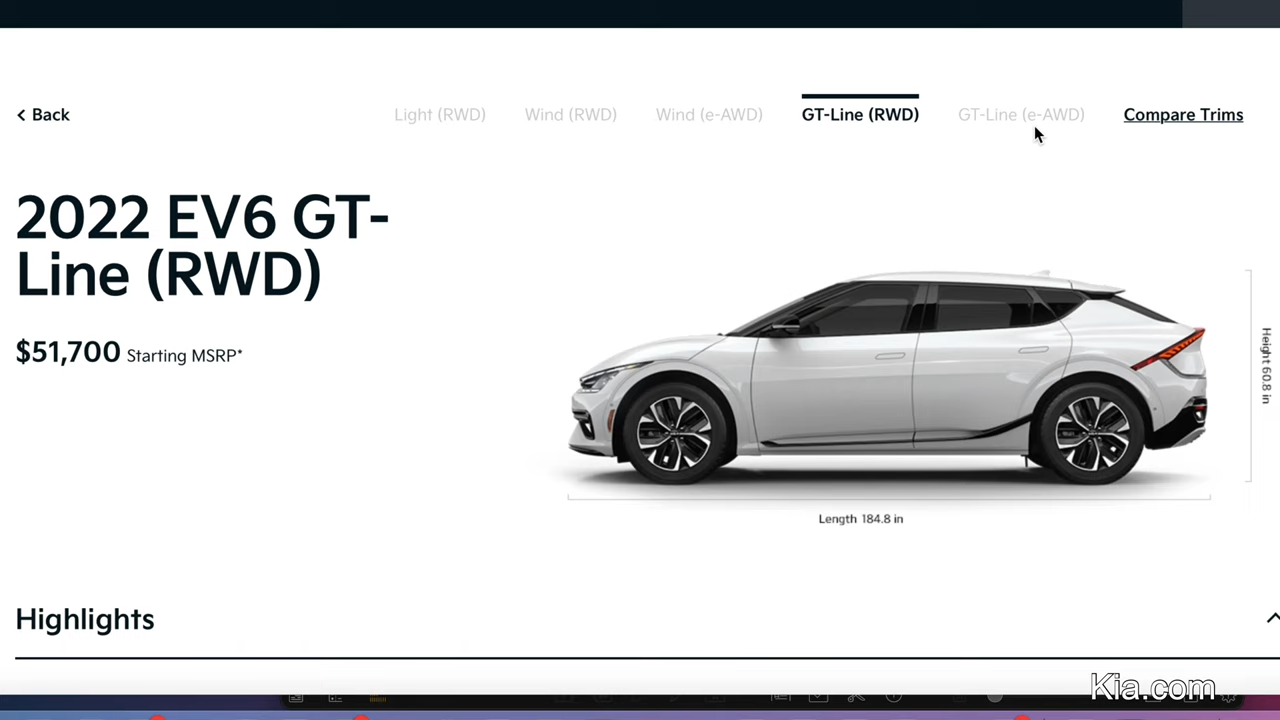 Back
Light (RWD)
Wind (RWD)
Wind (e-AWD)
GT-Line (RWD)
GT-Line (e-AWD)
Compare Trims
2022 EV6 GT-
Line (RWD)
$51,700 Starting MSRP*
Height 60.8 in
Length 184.8 in
Highlights
Kia.com